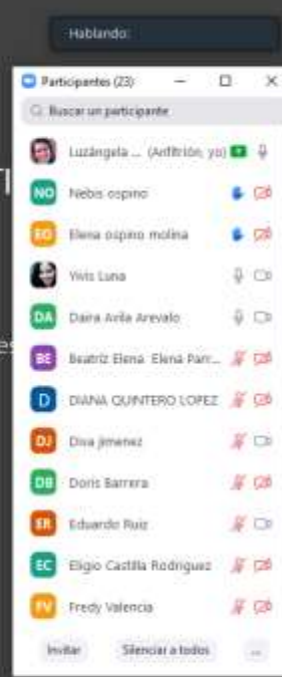 Hablando:
Participantes (23)
Buscar un participante
Luzángela ... (Anfitrión, yo)
NO Nebis ospino
EO Elena ospino molina
Yivis Luna
DA Daira Avila Arevalo
BE Beatriz Elena Elena Parr...
D DIANA QUINTERO LOPEZ
DJ Diva jimenez
DB Doris Barrera
ER Eduardo Ruiz
EC Eligio Castilla Rodriguez
FV Fredy Valencia
Invitar Silenciar a todos ...